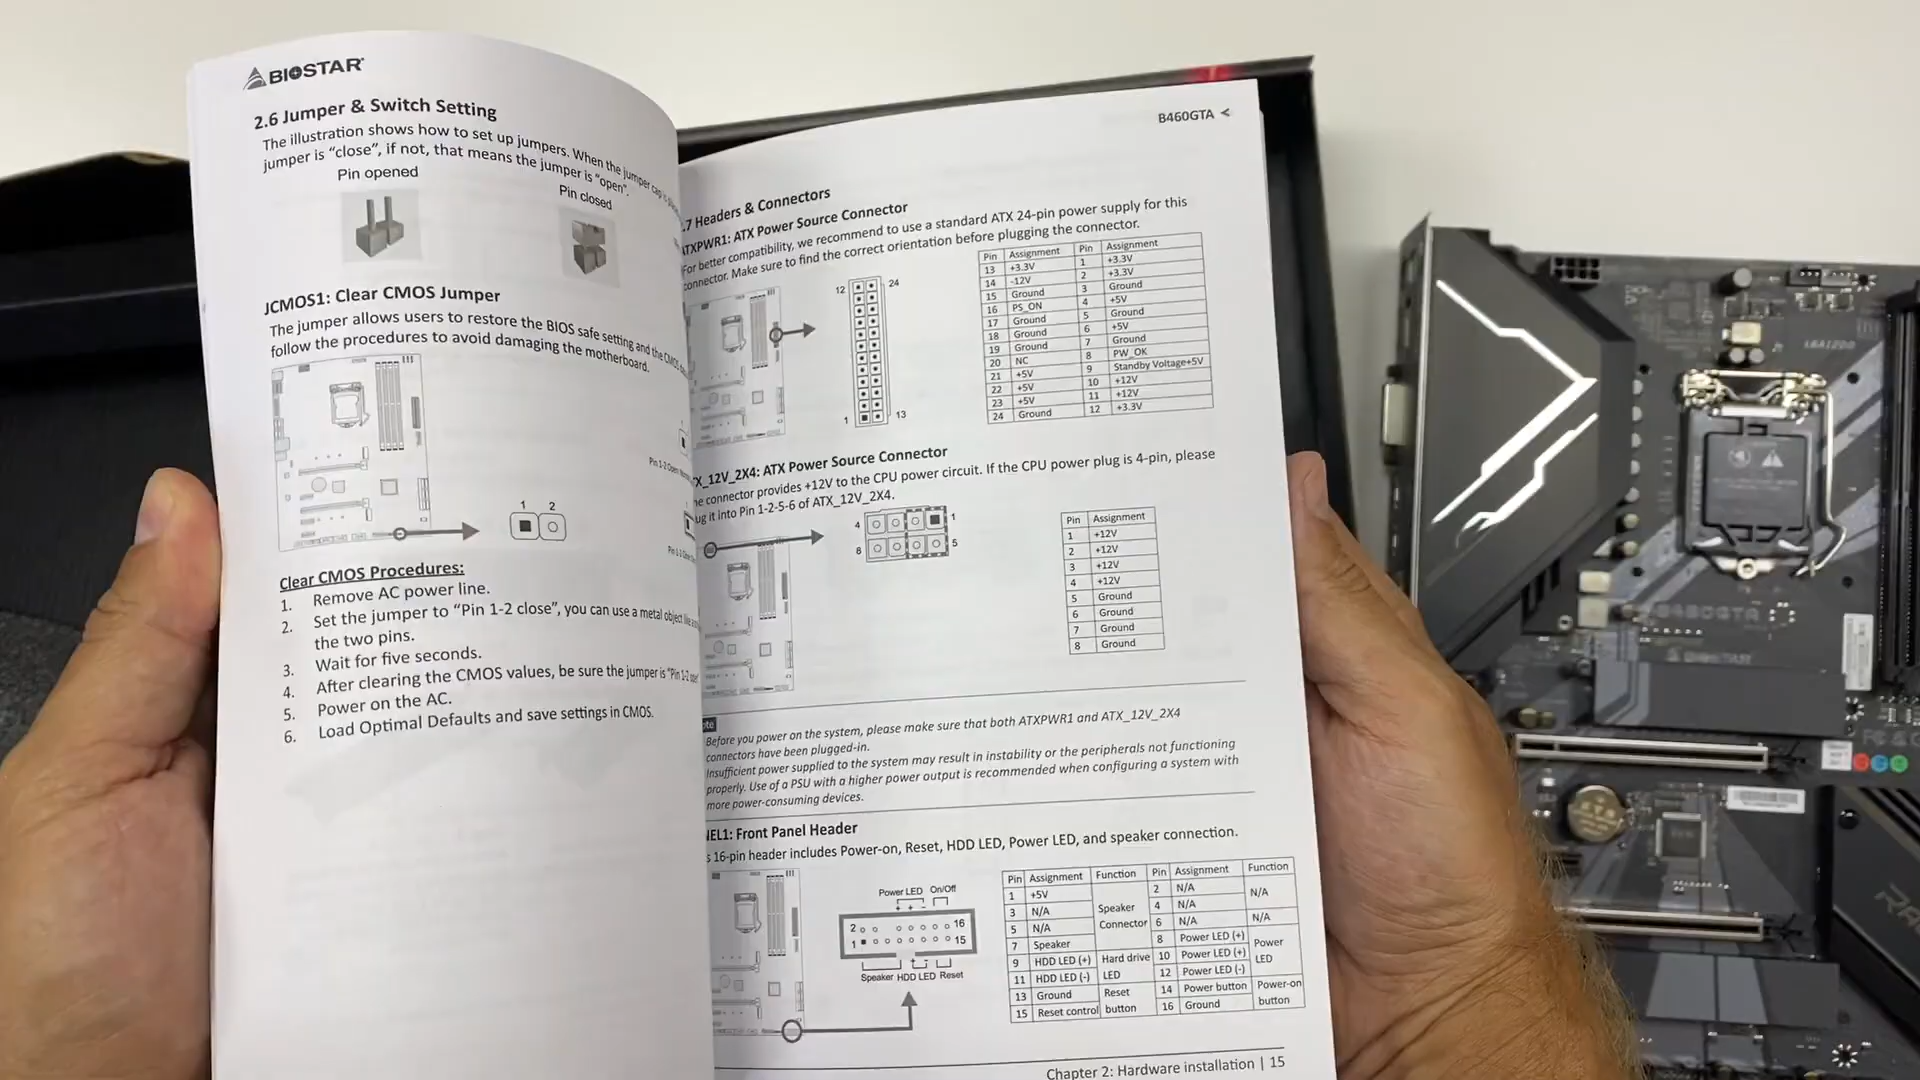 BIOSTAR
2.6 Jumper & Switch Setting
The illustration shows how to set up jumpers. When the jumper cap is
jumper is “close”, if not, that means the jumper is “open”.
Pin opened
Pin closed
JCMOS1: Clear CMOS Jumper
The jumper allows users to restore the BIOS safe setting and the CMOS
follow the procedures to avoid damaging the motherboard.
1 2
Clear CMOS Procedures:
1. Remove AC power line.
2. Set the jumper to “Pin 1-2 close”, you can use a metal object like
the two pins.
3. Wait for five seconds.
4. After clearing the CMOS values, be sure the jumper is “Pin 1-2
5. Power on the AC.
6. Load Optimal Defaults and save settings in CMOS.
B460GTA <
.7 Headers & Connectors
ATXPWR1: ATX Power Source Connector
For better compatibility, we recommend to use a standard ATX 24-pin power supply for this
connector. Make sure to find the correct orientation before plugging the connector.
12 24
1 13
Pin Assignment Pin Assignment
13 +3.3V 1 +3.3V
14 -12V 2 +3.3V
15 Ground 3 Ground
16 PS_ON 4 +5V
17 Ground 5 Ground
18 Ground 6 +5V
19 Ground 7 Ground
20 NC 8 PW_OK
21 +5V 9 Standby Voltage+5V
22 +5V 10 +12V
23 +5V 11 +12V
24 Ground 12 +3.3V
X_12V_2X4: ATX Power Source Connector
connector provides +12V to the CPU power circuit. If the CPU power plug is 4-pin, please
ug it into Pin 1-2-5-6 of ATX_12V_2X4.
4 1
8 5
Pin Assignment
1 +12V
2 +12V
3 +12V
4 +12V
5 Ground
6 Ground
7 Ground
8 Ground
Before you power on the system, please make sure that both ATXPWR1 and ATX_12V_2X4
connectors have been plugged-in.
Insufficient power supplied to the system may result in instability or the peripherals not functioning
properly. Use of a PSU with a higher power output is recommended when configuring a system with
more power-consuming devices.
NEL1: Front Panel Header
s 16-pin header includes Power-on, Reset, HDD LED, Power LED, and speaker connection.
Power LED On/Off
+ + -
2 16
1 15
+ -
Speaker HDD LED Reset
Pin Assignment Function Pin Assignment Function
1 +5V Speaker Connector 2 N/A N/A
3 N/A 4 N/A
5 N/A 6 N/A N/A
7 Speaker 8 Power LED (+) Power LED
9 HDD LED (+) Hard drive LED 10 Power LED (+)
11 HDD LED (-) 12 Power LED (-)
13 Ground Reset button 14 Power button Power-on button
15 Reset control 16 Ground
Chapter 2: Hardware installation | 15
LGA1200
B460GTA
BIOSTAR